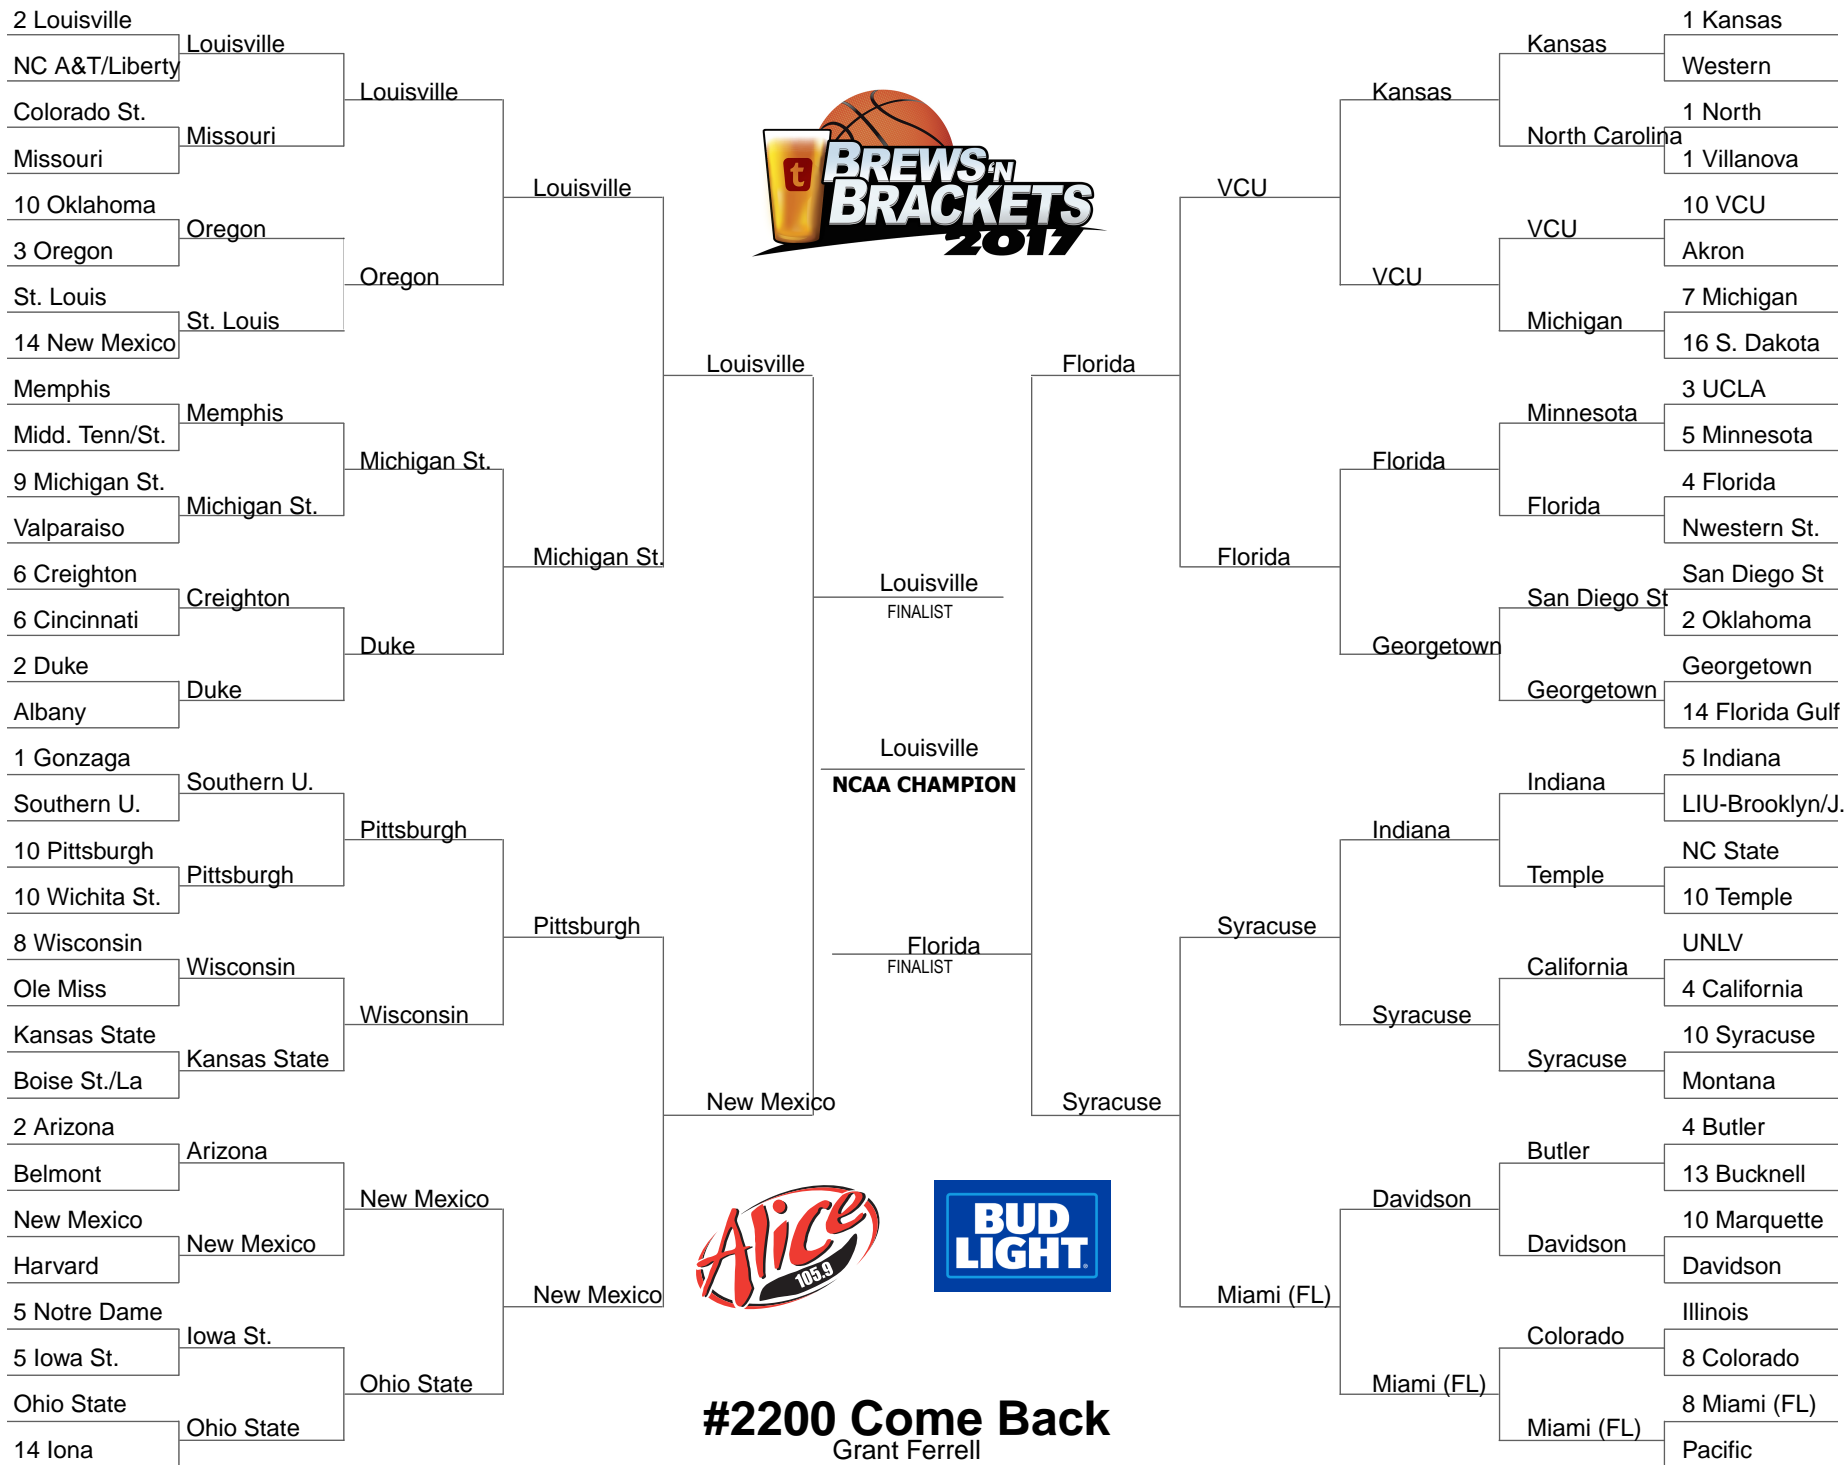 2 Louisville
NC A&T/Liberty
Colorado St.
Missouri
10 Oklahoma
3 Oregon
St. Louis
14 New Mexico
Memphis
Midd. Tenn/St.
9 Michigan St.
Valparaiso
6 Creighton
6 Cincinnati
2 Duke
Albany
1 Gonzaga
Southern U.
10 Pittsburgh
10 Wichita St.
8 Wisconsin
Ole Miss
Kansas State
Boise St./La
2 Arizona
Belmont
New Mexico
Harvard
5 Notre Dame
5 Iowa St.
Ohio State
14 Iona
Louisville
Missouri
Oregon
St. Louis
Memphis
Michigan St.
Creighton
Duke
Southern U.
Pittsburgh
Wisconsin
Kansas State
Arizona
New Mexico
Iowa St.
Ohio State
Louisville
Oregon
Michigan St.
Duke
Pittsburgh
Wisconsin
New Mexico
Ohio State
Louisville
Michigan St.
Pittsburgh
New Mexico
Louisville
New Mexico
t
BREWS 'N
BRACKETS
2017
Louisville
FINALIST
Louisville
NCAA CHAMPION
Florida
FINALIST
Alice
105.9
BUD
LIGHT
#2200 Come Back
Grant Ferrell
Florida
Syracuse
VCU
Florida
Syracuse
Miami (FL)
Kansas
VCU
Florida
Georgetown
Indiana
Syracuse
Davidson
Miami (FL)
Kansas
North Carolina
VCU
Michigan
Minnesota
Florida
San Diego St
Georgetown
Indiana
Temple
California
Syracuse
Butler
Davidson
Colorado
Miami (FL)
1 Kansas
Western
1 North
1 Villanova
10 VCU
Akron
7 Michigan
16 S. Dakota
3 UCLA
5 Minnesota
4 Florida
Nwestern St.
San Diego St
2 Oklahoma
Georgetown
14 Florida Gulf
5 Indiana
LIU-Brooklyn/J.
NC State
10 Temple
UNLV
4 California
10 Syracuse
Montana
4 Butler
13 Bucknell
10 Marquette
Davidson
Illinois
8 Colorado
8 Miami (FL)
Pacific